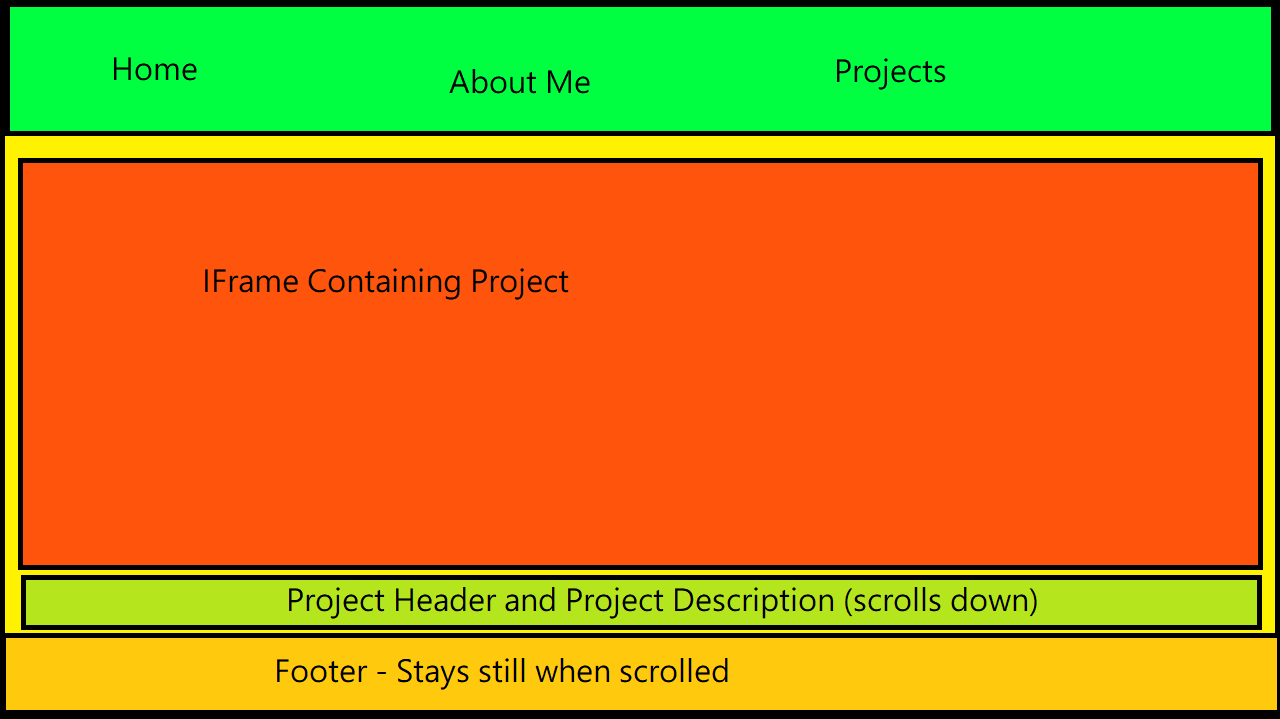 Home
About Me
Projects
IFrame Containing Project
Project Header and Project Description (scrolls down)
Footer - Stays still when scrolled